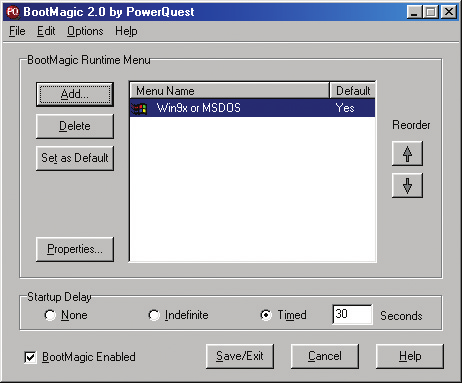 PQ BootMagic 2.0 by PowerQuest
File Edit Options Help
BootMagic Runtime Menu
Add...
Delete
Set as Default
Properties...
Menu Name Default
Win9x or MSDOS Yes
Reorder
Startup Delay
None Indefinite Timed 30 Seconds
BootMagic Enabled Save/Exit Cancel Help